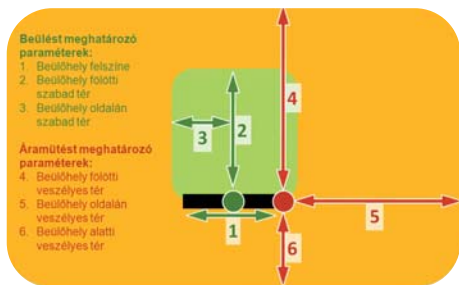 Beülést meghatározó
paraméterek:
1. Beülőhely felszíne
2. Beülőhely fölötti
szabad tér
3. Beülőhely oldalán
szabad tér
Áramütést meghatározó
paraméterek:
4. Beülőhely fölötti
veszélyes tér
5. Beülőhely oldalán
veszélyes tér
6. Beülőhely alatti
veszélyes tér
4
3
2
5
1
6